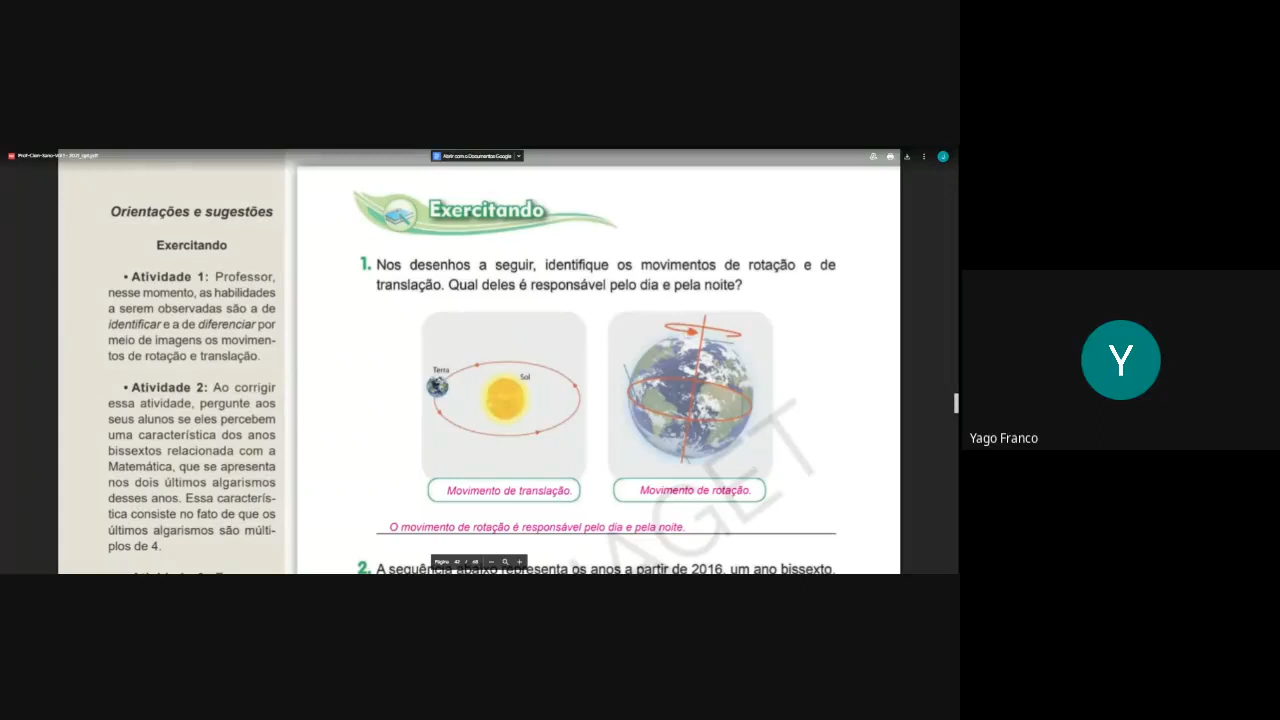 Abrir com o Documentos Google
Orientações e sugestões
Exercitando
• Atividade 1: Professor,
nesse momento, as habilidades
a serem observadas são a de
identificar e a de diferenciar por
meio de imagens os movimen-
tos de rotação e translação.
• Atividade 2: Ao corrigir
essa atividade, pergunte aos
seus alunos se eles percebem
uma característica dos anos
bissextos relacionada com a
Matemática, que se apresenta
nos dois últimos algarismos
desses anos. Essa caracterís-
tica consiste no fato de que os
últimos algarismos são múlti-
plos de 4.
Exercitando
1. Nos desenhos a seguir, identifique os movimentos de rotação e de
translação. Qual deles é responsável pelo dia e pela noite?
Terra
Sol
Movimento de translação.
Movimento de rotação.
O movimento de rotação é responsável pelo dia e pela noite.
2. A sequência abaixo representa os anos a partir de 2016, um ano bissexto.
Página 42 / 68
J
Y
Yago Franco